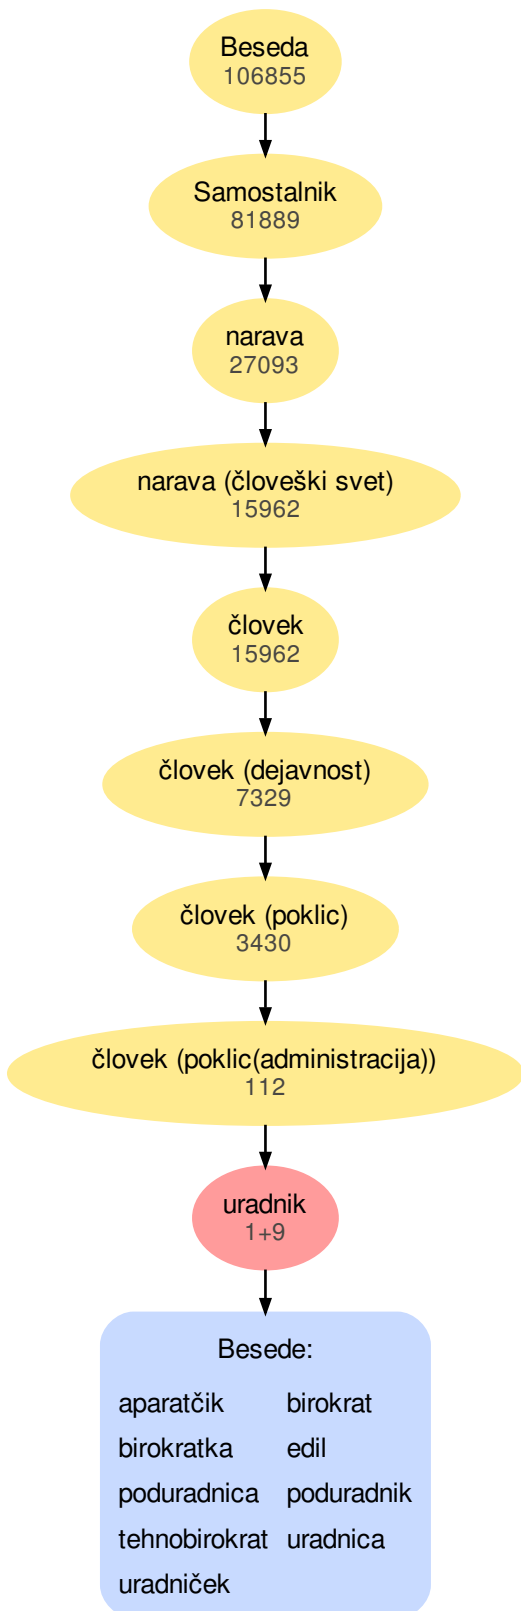 Beseda
106855
Samostalnik
81889
narava
27093
narava (človeški svet)
15962
človek
15962
človek (dejavnost)
7329
človek (poklic)
3430
človek (poklic(administracija))
112
uradnik
1+9
Besede:
aparatčik birokrat
birokratka edil
poduradnica poduradnik
tehnobirokrat uradnica
uradniček